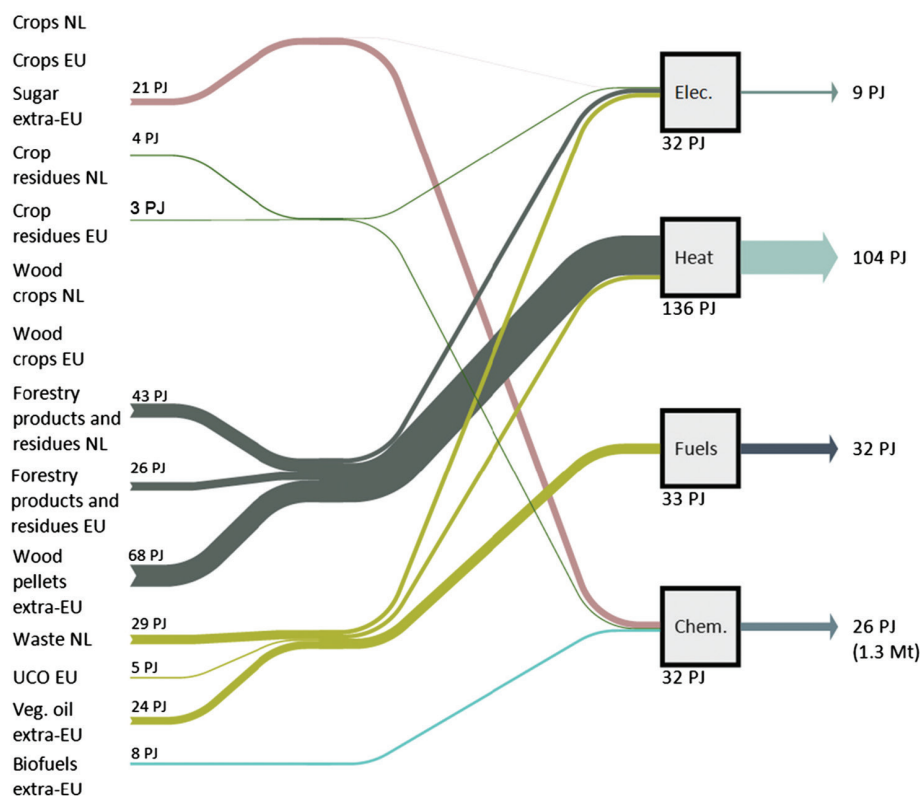 Crops NL
Crops EU
Sugar
extra-EU
21 PJ
Crop
residues NL
4 PJ
Crop
residues EU
3 PJ
Wood
crops NL
Wood
crops EU
Forestry
products and
residues NL
43 PJ
Forestry
products and
residues EU
26 PJ
Wood
pellets
extra-EU
68 PJ
Waste NL
29 PJ
UCO EU
5 PJ
Veg. oil
extra-EU
24 PJ
Biofuels
extra-EU
8 PJ
Elec.
32 PJ
9 PJ
Heat
136 PJ
104 PJ
Fuels
33 PJ
32 PJ
Chem.
32 PJ
26 PJ
(1.3 Mt)